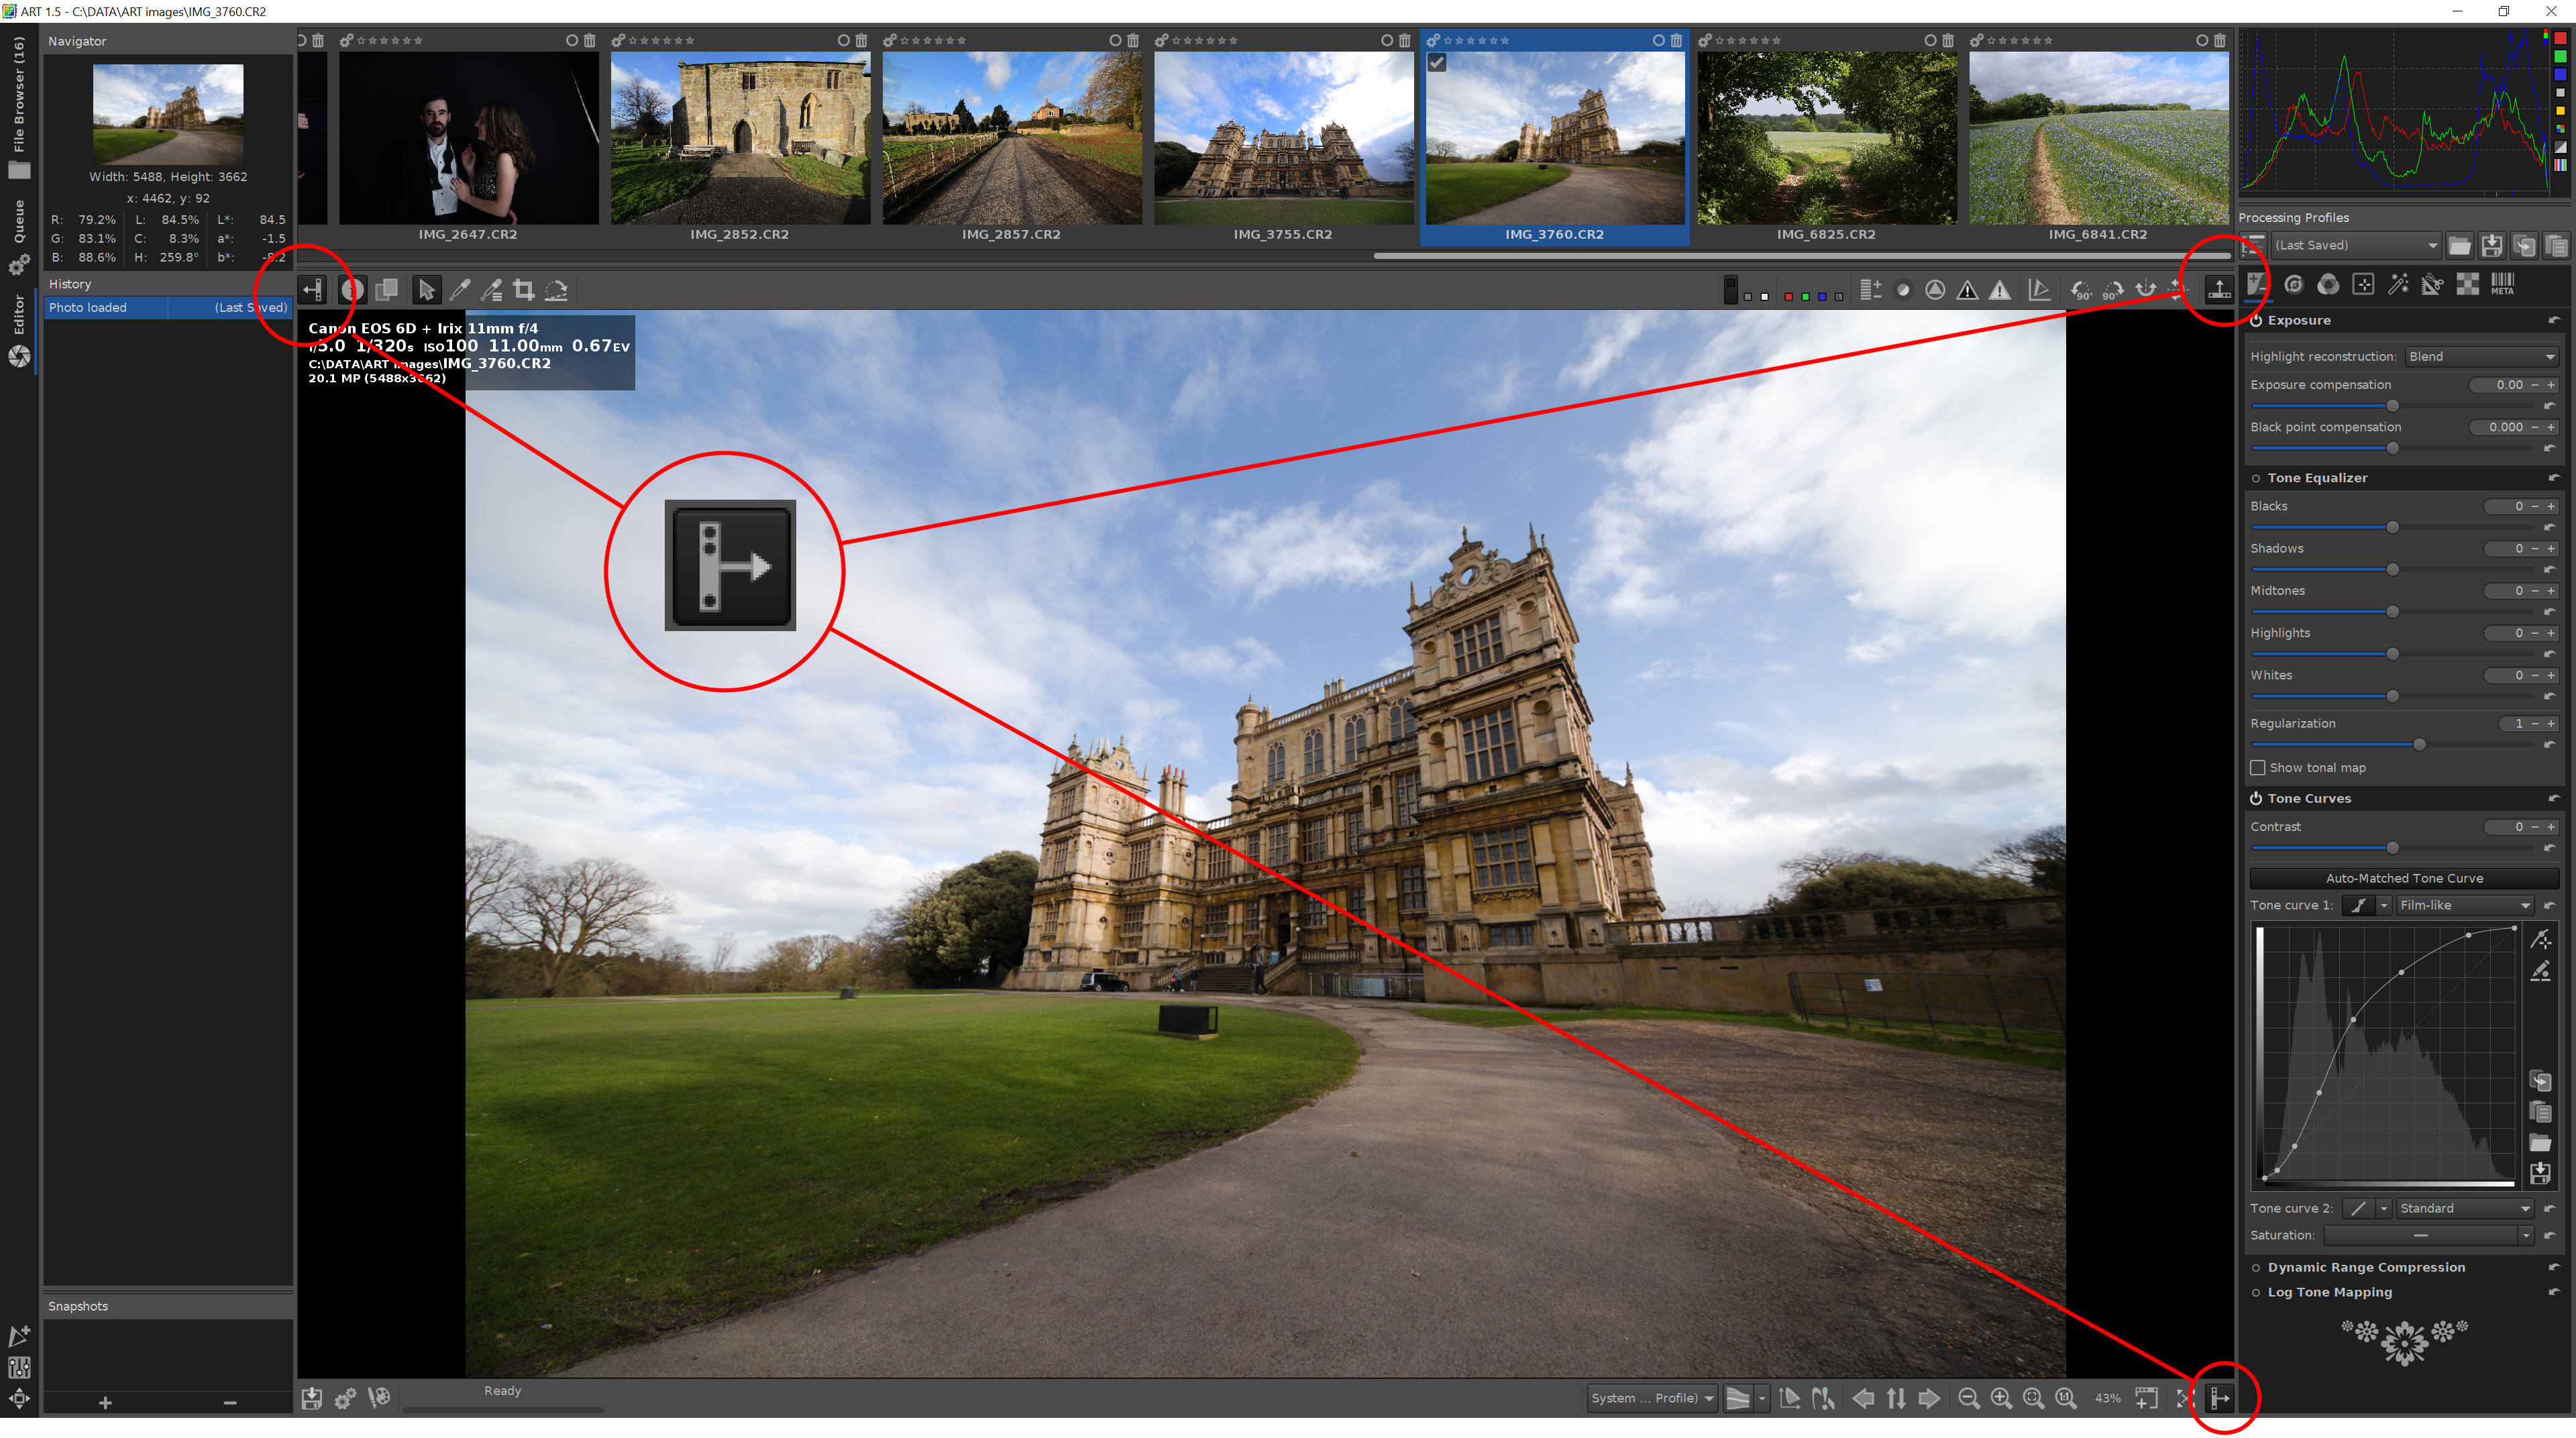 ART 1.5 - C:\DATA\ART images\IMG_3760.CR2
File Browser (16)
Queue
Editor
Navigator
Width: 5488, Height: 3662
x: 4462, y: 92
R: 79.2% L: 84.5% L*: 84.5
G: 83.1% C: 8.3% a*: -1.5
B: 88.6% H: 259.8° b*: -8.2
History
Photo loaded (Last Saved)
Snapshots
IMG_2647.CR2
IMG_2852.CR2
IMG_2857.CR2
IMG_3755.CR2
IMG_3760.CR2
IMG_6825.CR2
IMG_6841.CR2
90°
90°
Canon EOS 6D + Irix 11mm f/4
f/5.0 1/320s ISO100 11.00mm 0.67EV
C:\DATA\ART images\IMG_3760.CR2
20.1 MP (5488x3662)
Ready
System ... Profile)
1:1
43%
Processing Profiles
(Last Saved)
META
Exposure
Highlight reconstruction: Blend
Exposure compensation 0.00
Black point compensation 0.000
Tone Equalizer
Blacks 0
Shadows 0
Midtones 0
Highlights 0
Whites 0
Regularization 1
Show tonal map
Tone Curves
Contrast 0
Auto-Matched Tone Curve
Tone curve 1: Film-like
Tone curve 2: Standard
Saturation:
Dynamic Range Compression
Log Tone Mapping